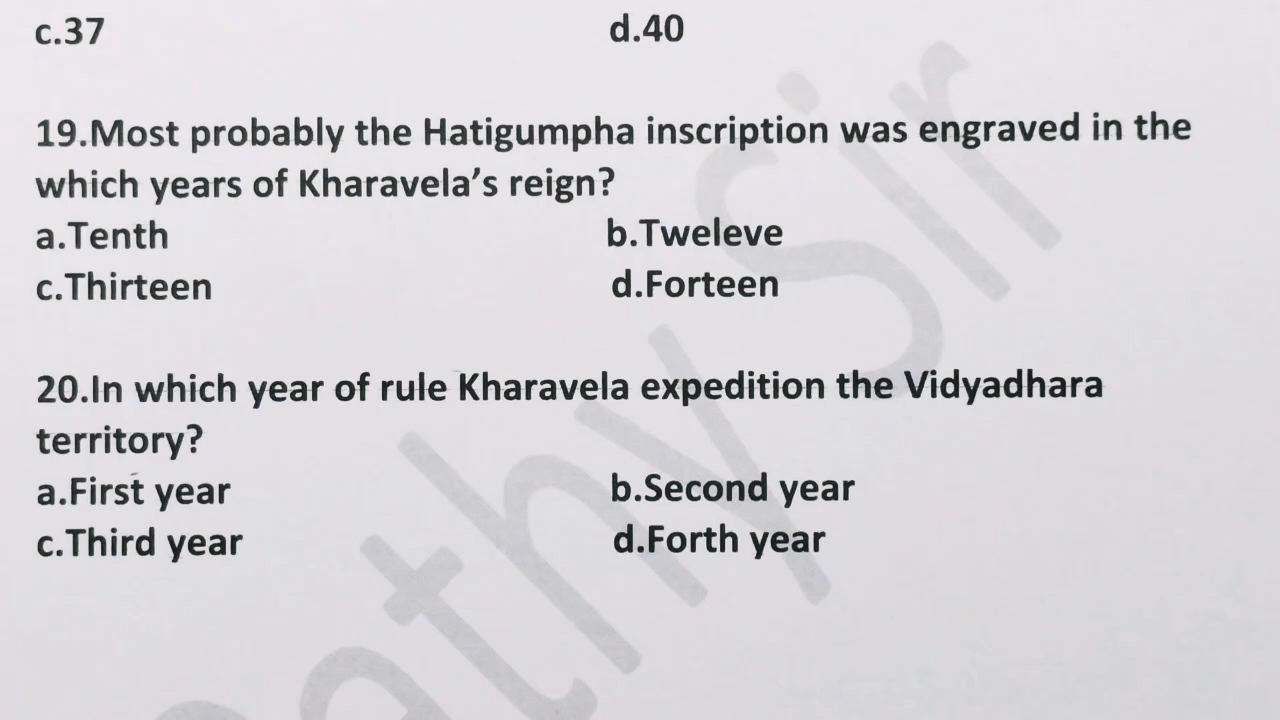 c.37 d.40
19.Most probably the Hatigumpha inscription was engraved in the
which years of Kharavela’s reign?
a.Tenth b.Tweleve
c.Thirteen d.Forteen
20.In which year of rule Kharavela expedition the Vidyadhara
territory?
a.First year b.Second year
c.Third year d.Forth year
athy Sir